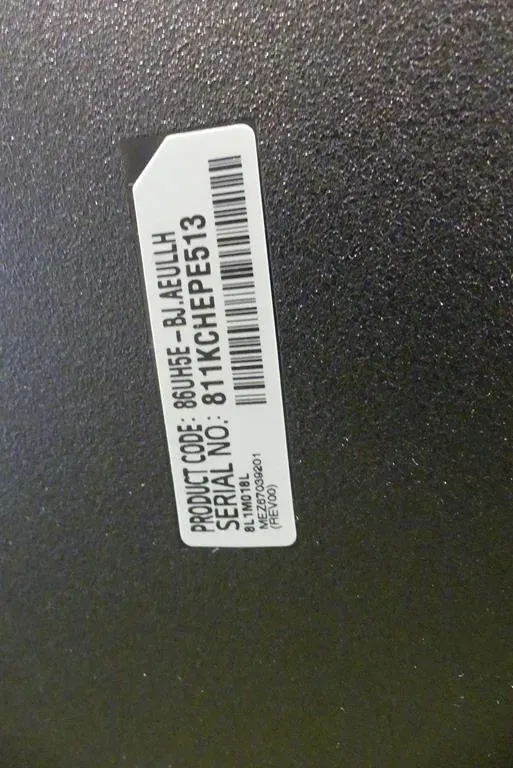 PRODUCT CODE: 86UH5E-BJ.AEULLH
SERIAL NO.: 811KCHEPE513
8L1M018L
MEZ67039201
(REV00)